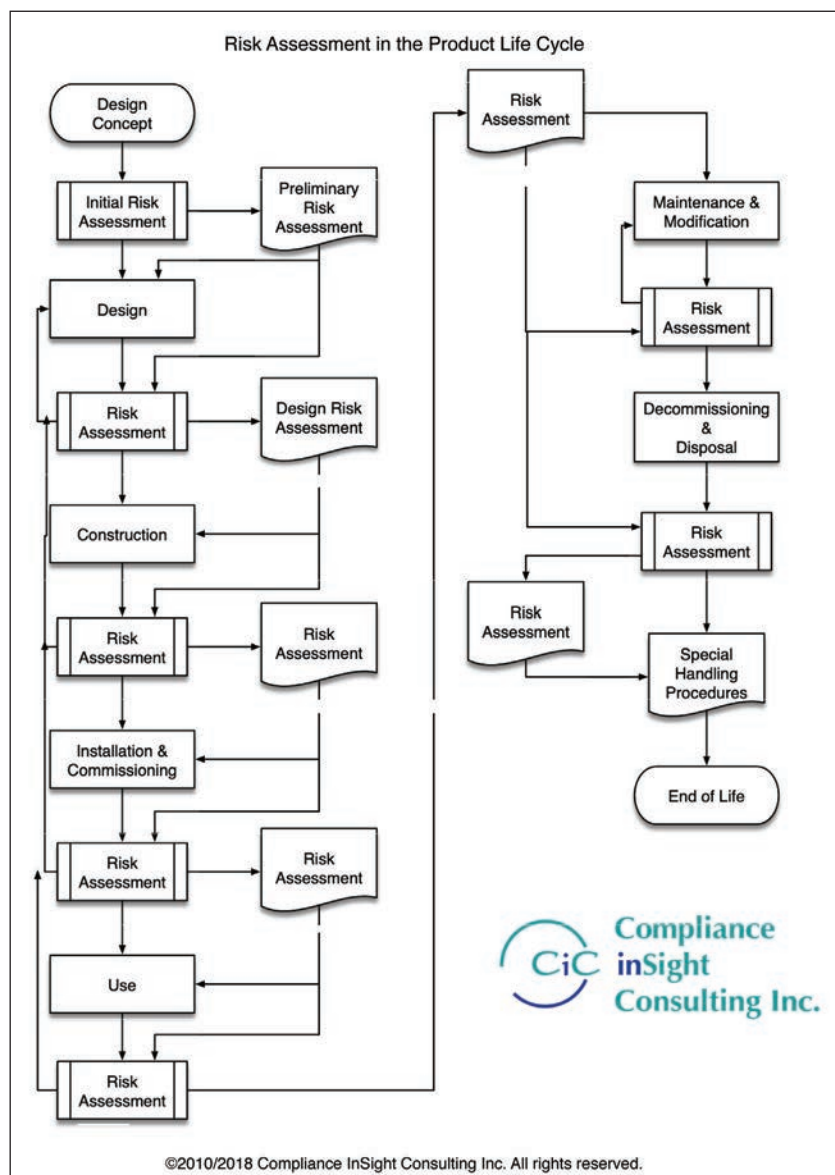 Risk Assessment in the Product Life Cycle
Design
Concept
Initial Risk
Assessment
Preliminary
Risk
Assessment
Design
Risk
Assessment
Design Risk
Assessment
Construction
Risk
Assessment
Risk
Assessment
Installation &
Commissioning
Risk
Assessment
Risk
Assessment
Use
Risk
Assessment
Risk
Assessment
Maintenance &
Modification
Risk
Assessment
Decommissioning
&
Disposal
Risk
Assessment
Risk
Assessment
Special
Handling
Procedures
End of Life
CiC
Compliance
inSight
Consulting Inc.
©2010/2018 Compliance InSight Consulting Inc. All rights reserved.